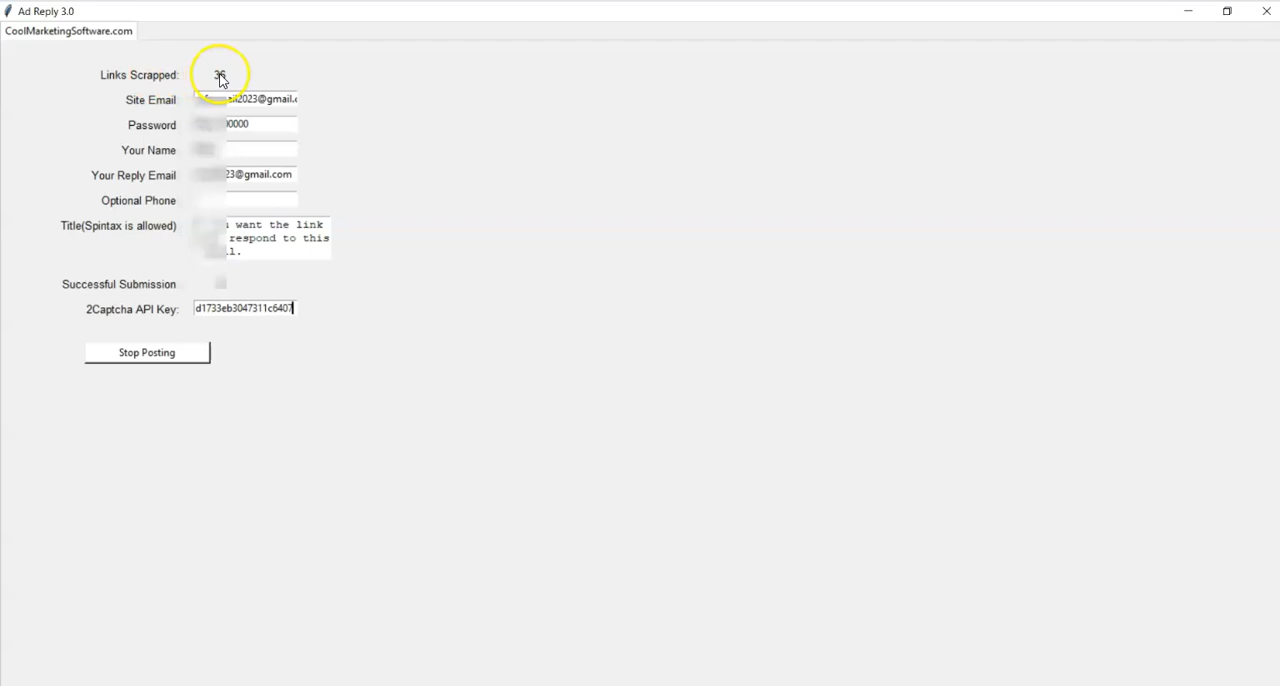 Ad Reply 3.0
CoolMarketingSoftware.com
Links Scrapped: 36
Site Email 2023@gmail.c
Password 0000
Your Name
Your Reply Email 23@gmail.com
Optional Phone
Title(Spintax is allowed) want the link
respond to this
Successful Submission
2Captcha API Key: d1733eb3047311c6407
Stop Posting